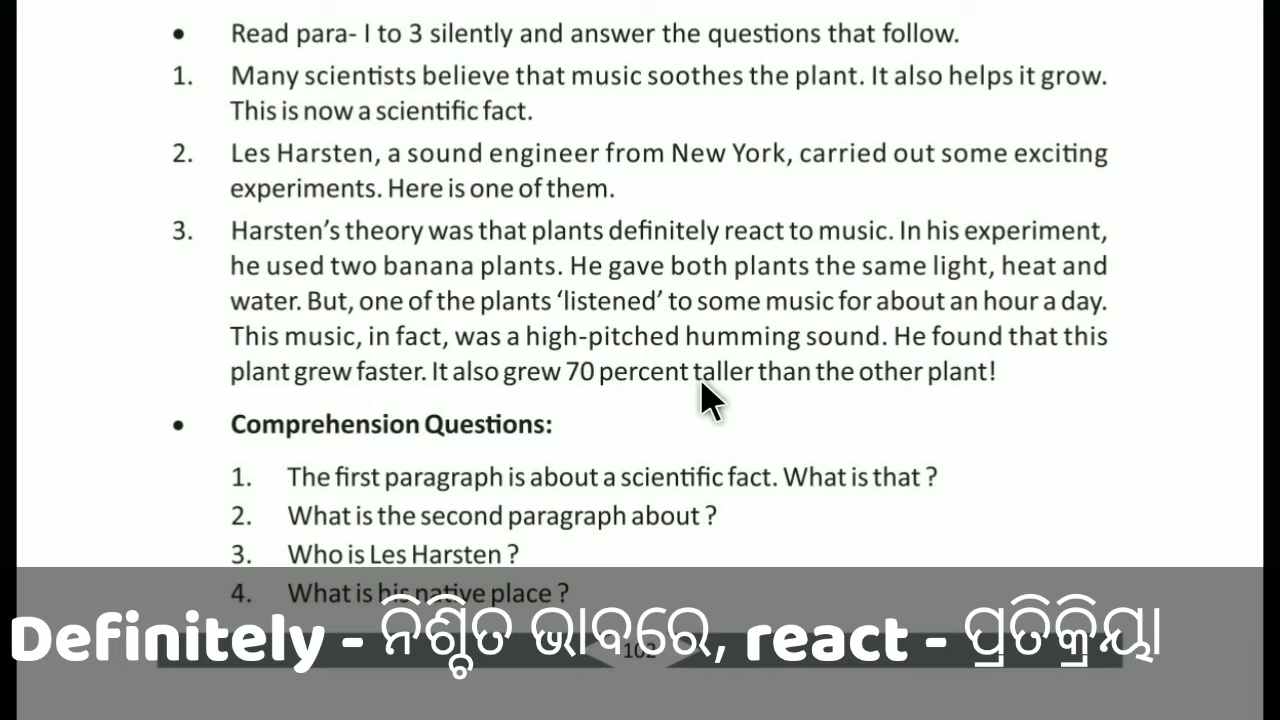 • Read para- I to 3 silently and answer the questions that follow.
1. Many scientists believe that music soothes the plant. It also helps it grow.
This is now a scientific fact.
2. Les Harsten, a sound engineer from New York, carried out some exciting
experiments. Here is one of them.
3. Harsten’s theory was that plants definitely react to music. In his experiment,
he used two banana plants. He gave both plants the same light, heat and
water. But, one of the plants ‘listened’ to some music for about an hour a day.
This music, in fact, was a high-pitched humming sound. He found that this
plant grew faster. It also grew 70 percent taller than the other plant!
• Comprehension Questions:
1. The first paragraph is about a scientific fact. What is that ?
2. What is the second paragraph about ?
3. Who is Les Harsten ?
4. What is his native place ?
Definitely - ନିଶ୍ଚିତ ଭାବରେ, react - ପ୍ରତିକ୍ରିୟା
102